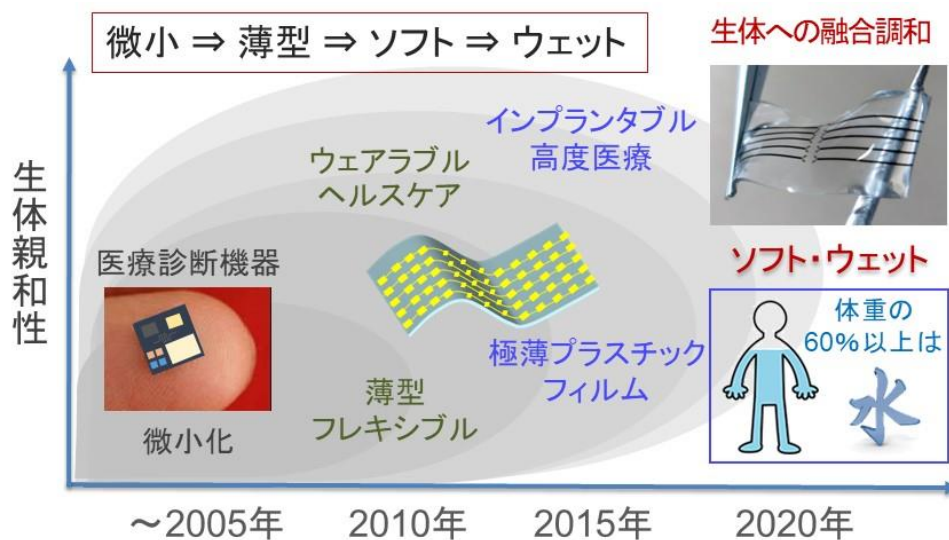 微小 ⇒ 薄型 ⇒ ソフト ⇒ ウェット
生体への融合調和
生体親和性
インプランタブル
高度医療
ウェアラブル
ヘルスケア
医療診断機器
ソフト・ウェット
体重の
60%以上は
水
極薄プラスチック
フィルム
薄型
フレキシブル
微小化
～2005年
2010年
2015年
2020年